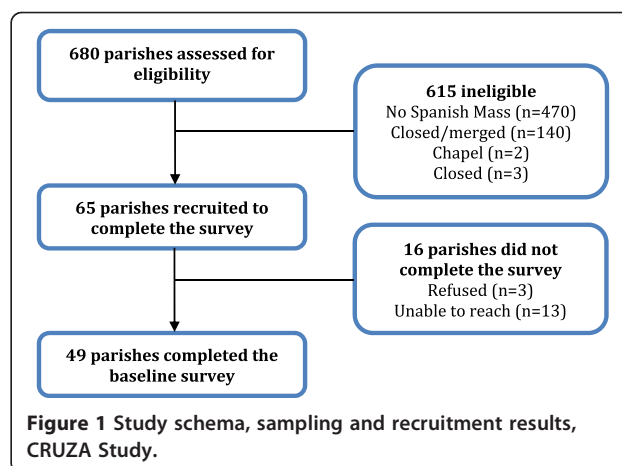 680 parishes assessed for
eligibility
615 ineligible
No Spanish Mass (n=470)
Closed/merged (n=140)
Chapel (n=2)
Closed (n=3)
65 parishes recruited to
complete the survey
16 parishes did not
complete the survey
Refused (n=3)
Unable to reach (n=13)
49 parishes completed the
baseline survey
Figure 1 Study schema, sampling and recruitment results,
CRUZA Study.